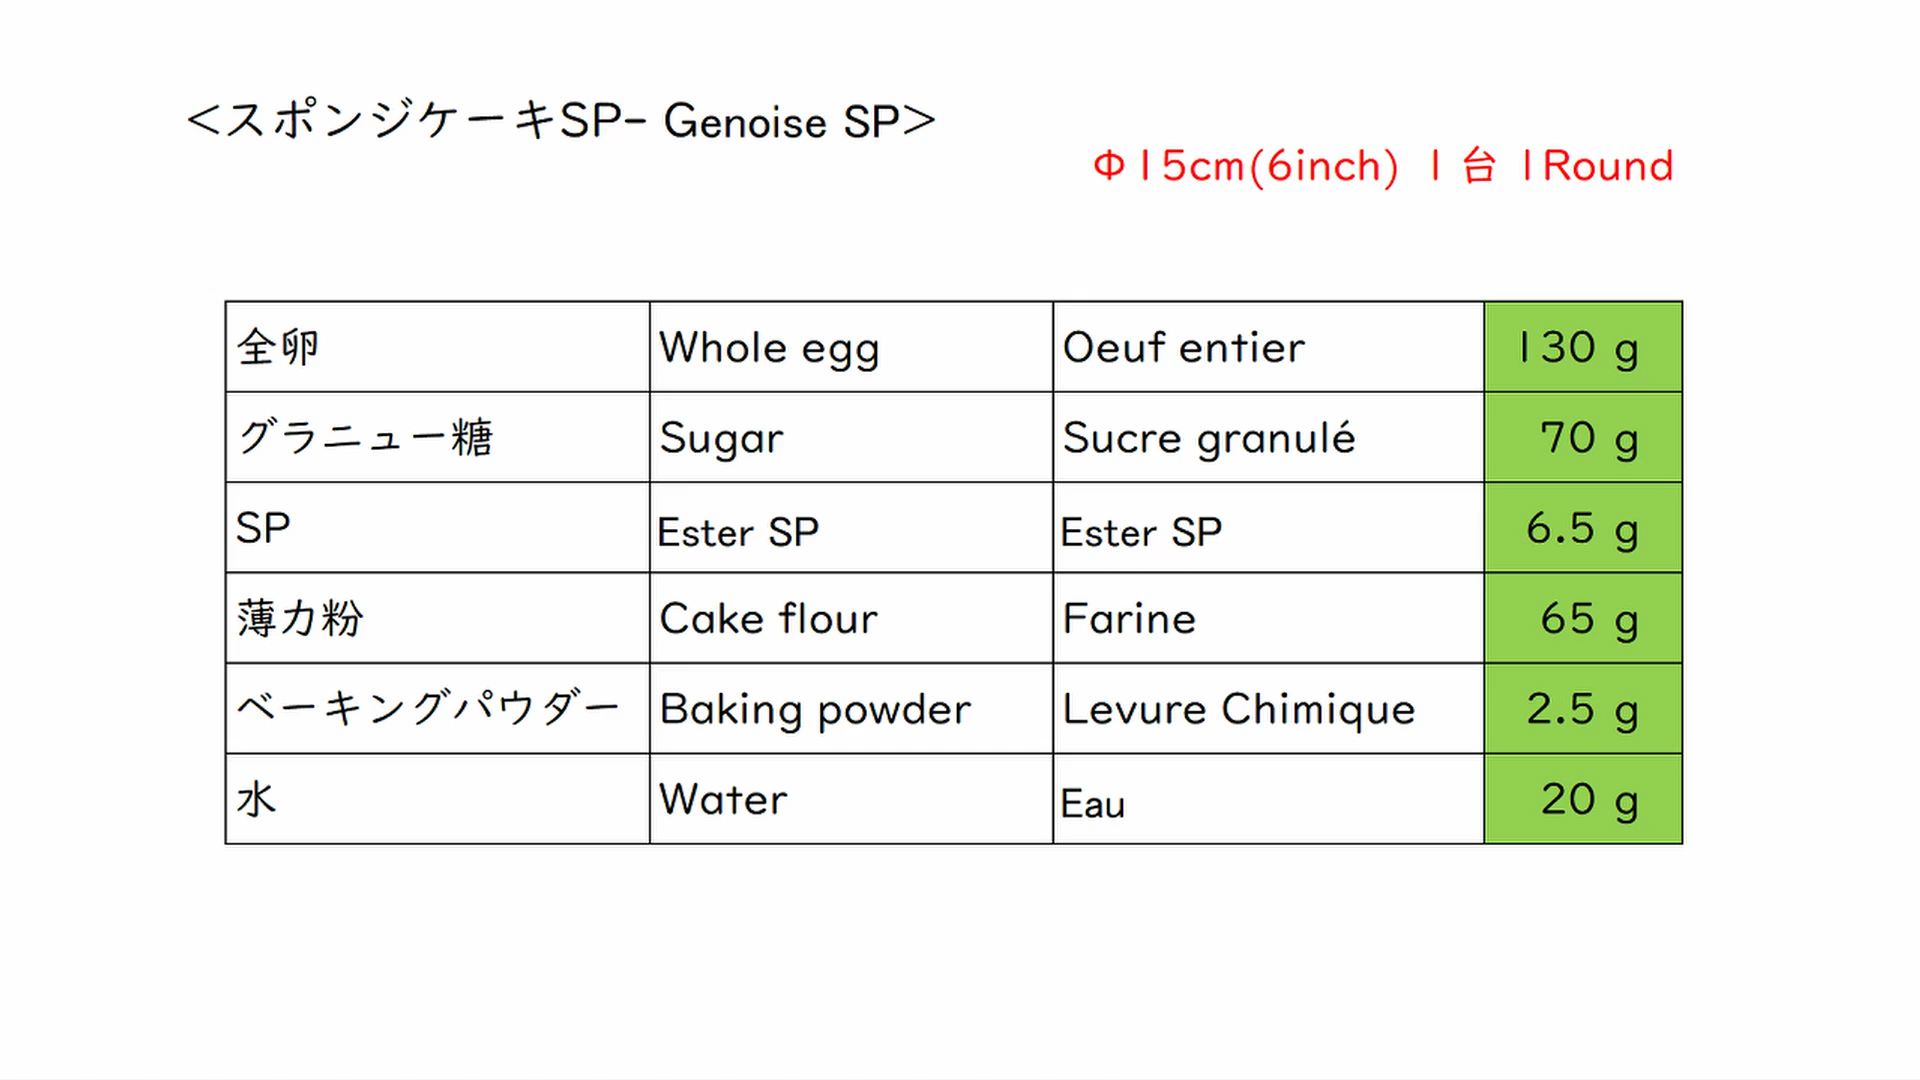 <スポンジケーキSP- Genoise SP>
Φ15cm(6inch) 1台 1Round
全卵 Whole egg Oeuf entier 130 g
グラニュー糖 Sugar Sucre granulé 70 g
SP Ester SP Ester SP 6.5 g
薄力粉 Cake flour Farine 65 g
ベーキングパウダー Baking powder Levure Chimique 2.5 g
水 Water Eau 20 g